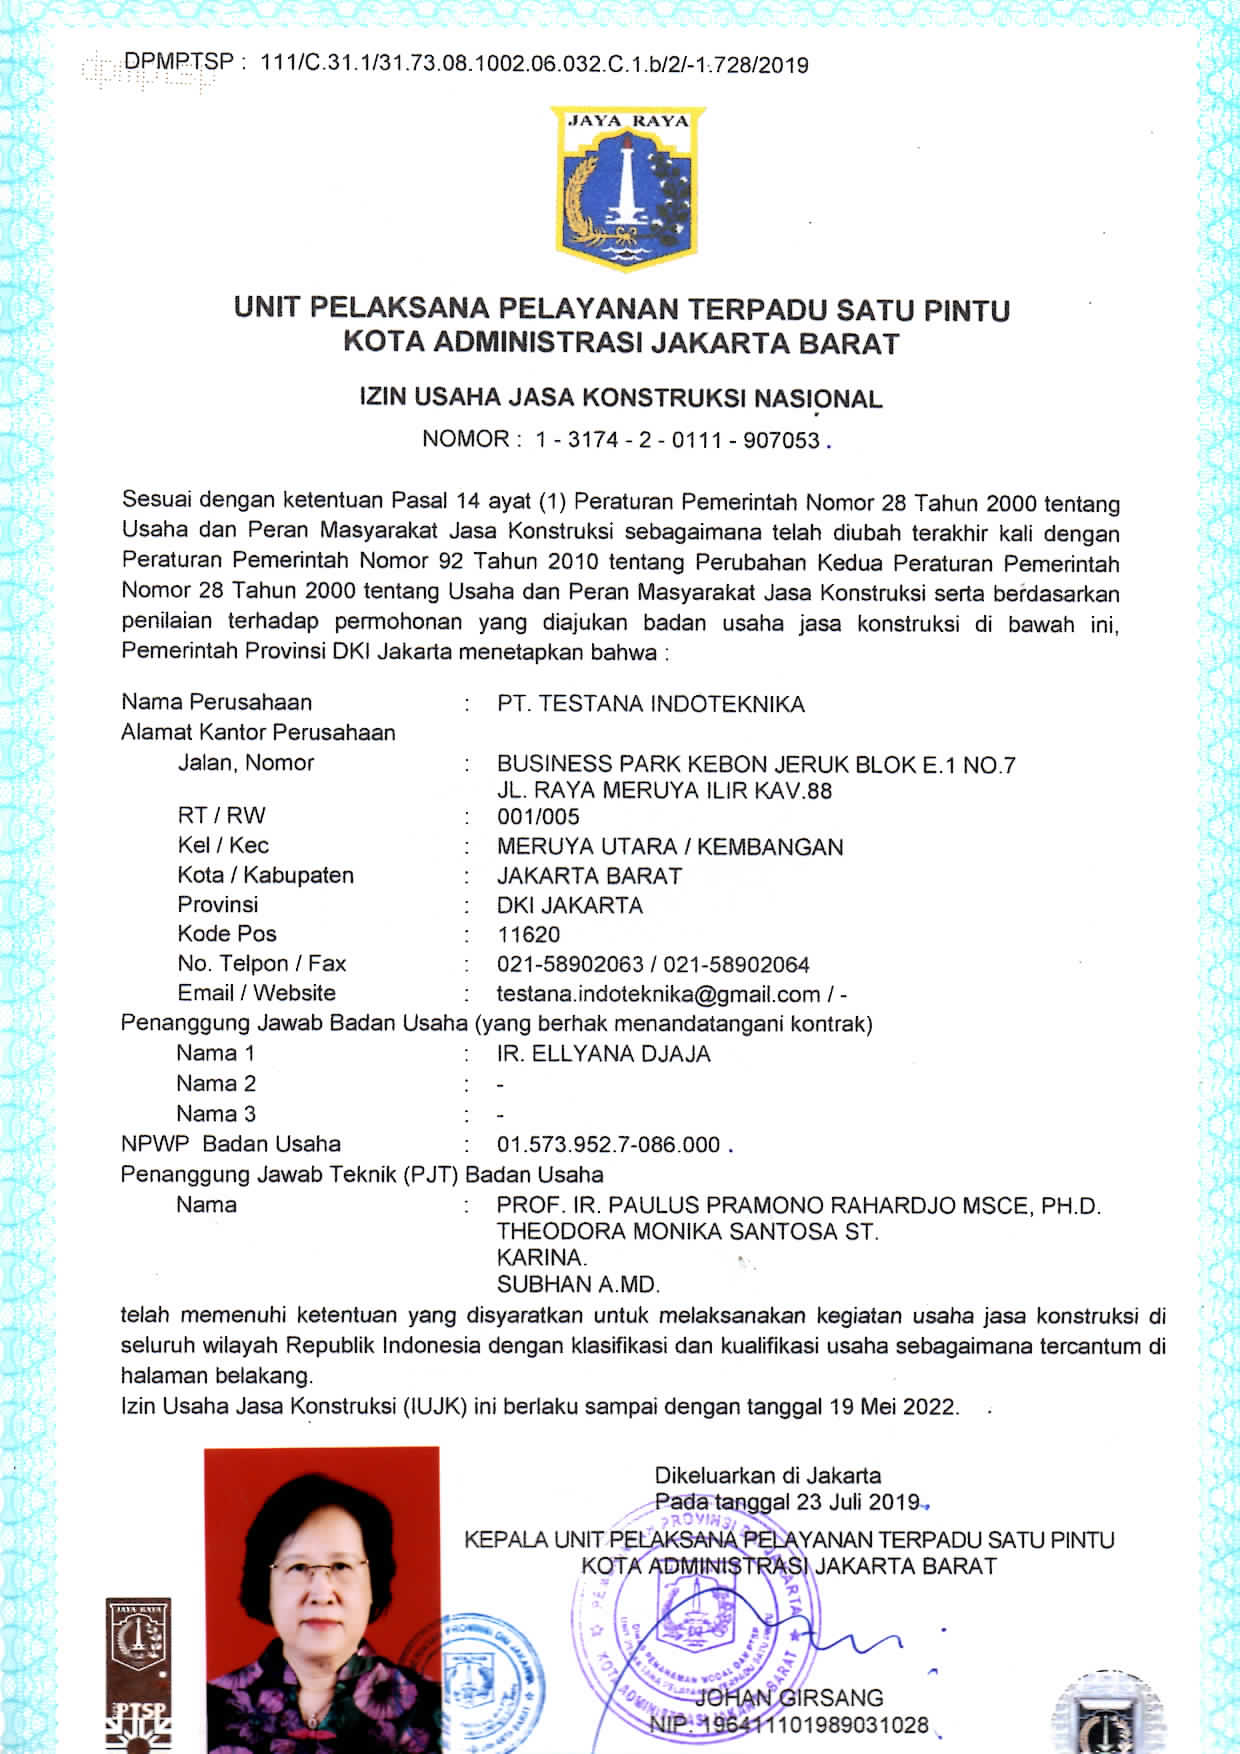 DPMPTSP : 111/C.31.1/31.73.08.1002.06.032.C.1.b/2/-1.728/2019
dpmptsp
JAYA RAYA
UNIT PELAKSANA PELAYANAN TERPADU SATU PINTU
KOTA ADMINISTRASI JAKARTA BARAT
IZIN USAHA JASA KONSTRUKSI NASIONAL
NOMOR : 1 - 3174 - 2 - 0111 - 907053 .
Sesuai dengan ketentuan Pasal 14 ayat (1) Peraturan Pemerintah Nomor 28 Tahun 2000 tentang
Usaha dan Peran Masyarakat Jasa Konstruksi sebagaimana telah diubah terakhir kali dengan
Peraturan Pemerintah Nomor 92 Tahun 2010 tentang Perubahan Kedua Peraturan Pemerintah
Nomor 28 Tahun 2000 tentang Usaha dan Peran Masyarakat Jasa Konstruksi serta berdasarkan
penilaian terhadap permohonan yang diajukan badan usaha jasa konstruksi di bawah ini,
Pemerintah Provinsi DKI Jakarta menetapkan bahwa :
Nama Perusahaan : PT. TESTANA INDOTEKNIKA
Alamat Kantor Perusahaan
Jalan, Nomor : BUSINESS PARK KEBON JERUK BLOK E.1 NO.7
JL. RAYA MERUYA ILIR KAV.88
RT / RW : 001/005
Kel / Kec : MERUYA UTARA / KEMBANGAN
Kota / Kabupaten : JAKARTA BARAT
Provinsi : DKI JAKARTA
Kode Pos : 11620
No. Telpon / Fax : 021-58902063 / 021-58902064
Email / Website : testana.indoteknika@gmail.com / -
Penanggung Jawab Badan Usaha (yang berhak menandatangani kontrak)
Nama 1 : IR. ELLYANA DJAJA
Nama 2 : -
Nama 3 : -
NPWP Badan Usaha : 01.573.952.7-086.000 .
Penanggung Jawab Teknik (PJT) Badan Usaha
Nama : PROF. IR. PAULUS PRAMONO RAHARDJO MSCE, PH.D.
THEODORA MONIKA SANTOSA ST.
KARINA.
SUBHAN A.MD.
telah memenuhi ketentuan yang disyaratkan untuk melaksanakan kegiatan usaha jasa konstruksi di
seluruh wilayah Republik Indonesia dengan klasifikasi dan kualifikasi usaha sebagaimana tercantum di
halaman belakang.
Izin Usaha Jasa Konstruksi (IUJK) ini berlaku sampai dengan tanggal 19 Mei 2022.
Dikeluarkan di Jakarta
Pada tanggal 23 Juli 2019
KEPALA UNIT PELAKSANA PELAYANAN TERPADU SATU PINTU
KOTA ADMINISTRASI JAKARTA BARAT
JOHAN GIRSANG
NIP. 196411101989031028
JAYA RAYA
PTSP
KOTA ADMINISTRASI JAKARTA BARAT